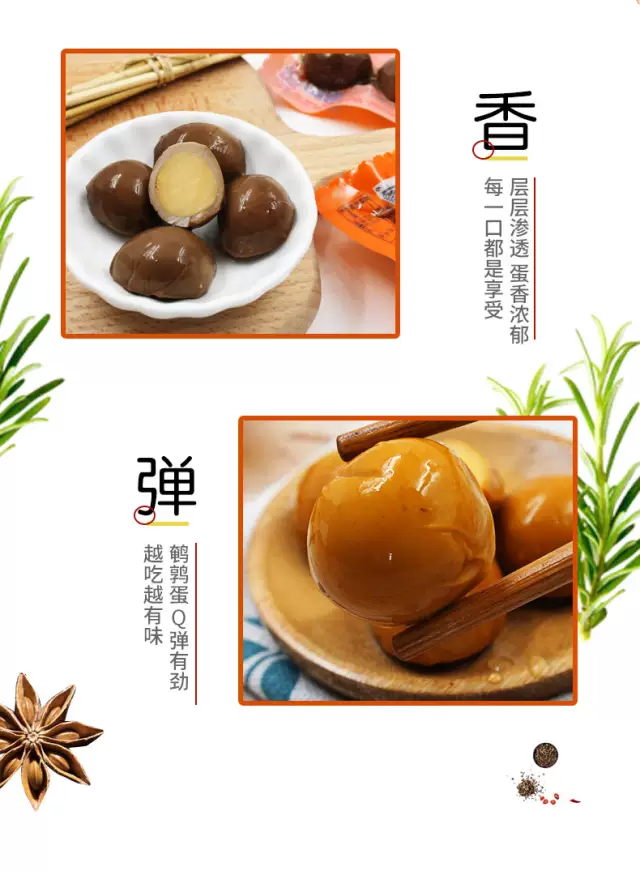 香
层层渗透 蛋香浓郁
每一口都是享受
弹
鹌鹑蛋Q弹有劲
越吃越有味